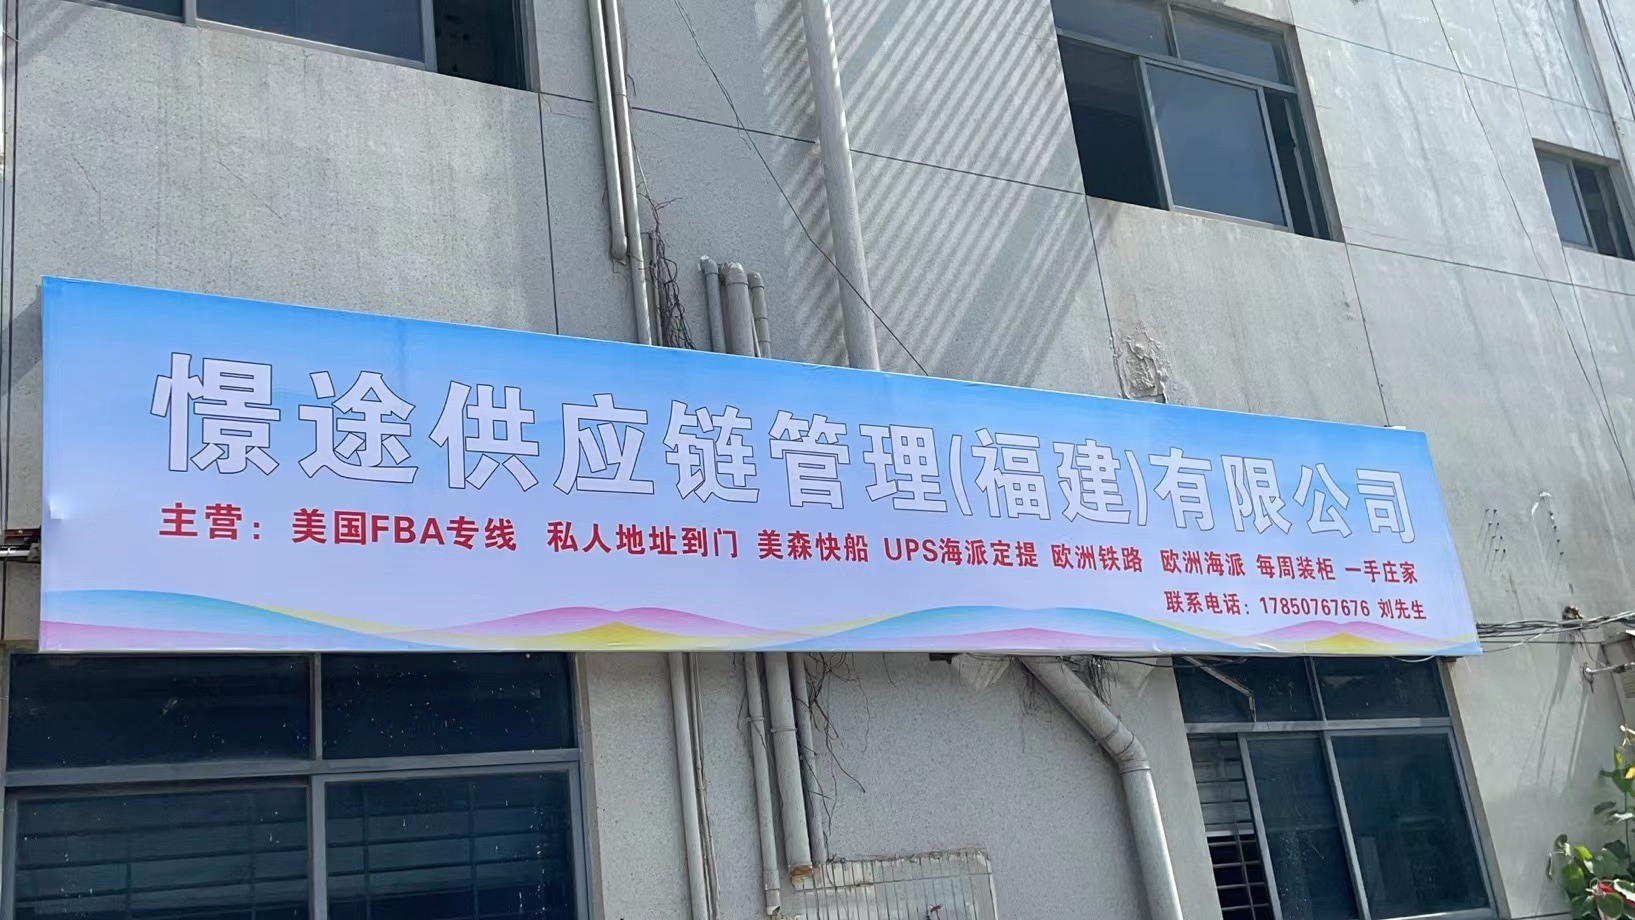 憬途供应链管理(福建)有限公司
主营：美国FBA专线 私人地址到门 美森快船 UPS海派定提 欧洲铁路 欧洲海派 每周装柜 一手庄家
联系电话：17850767676 刘先生